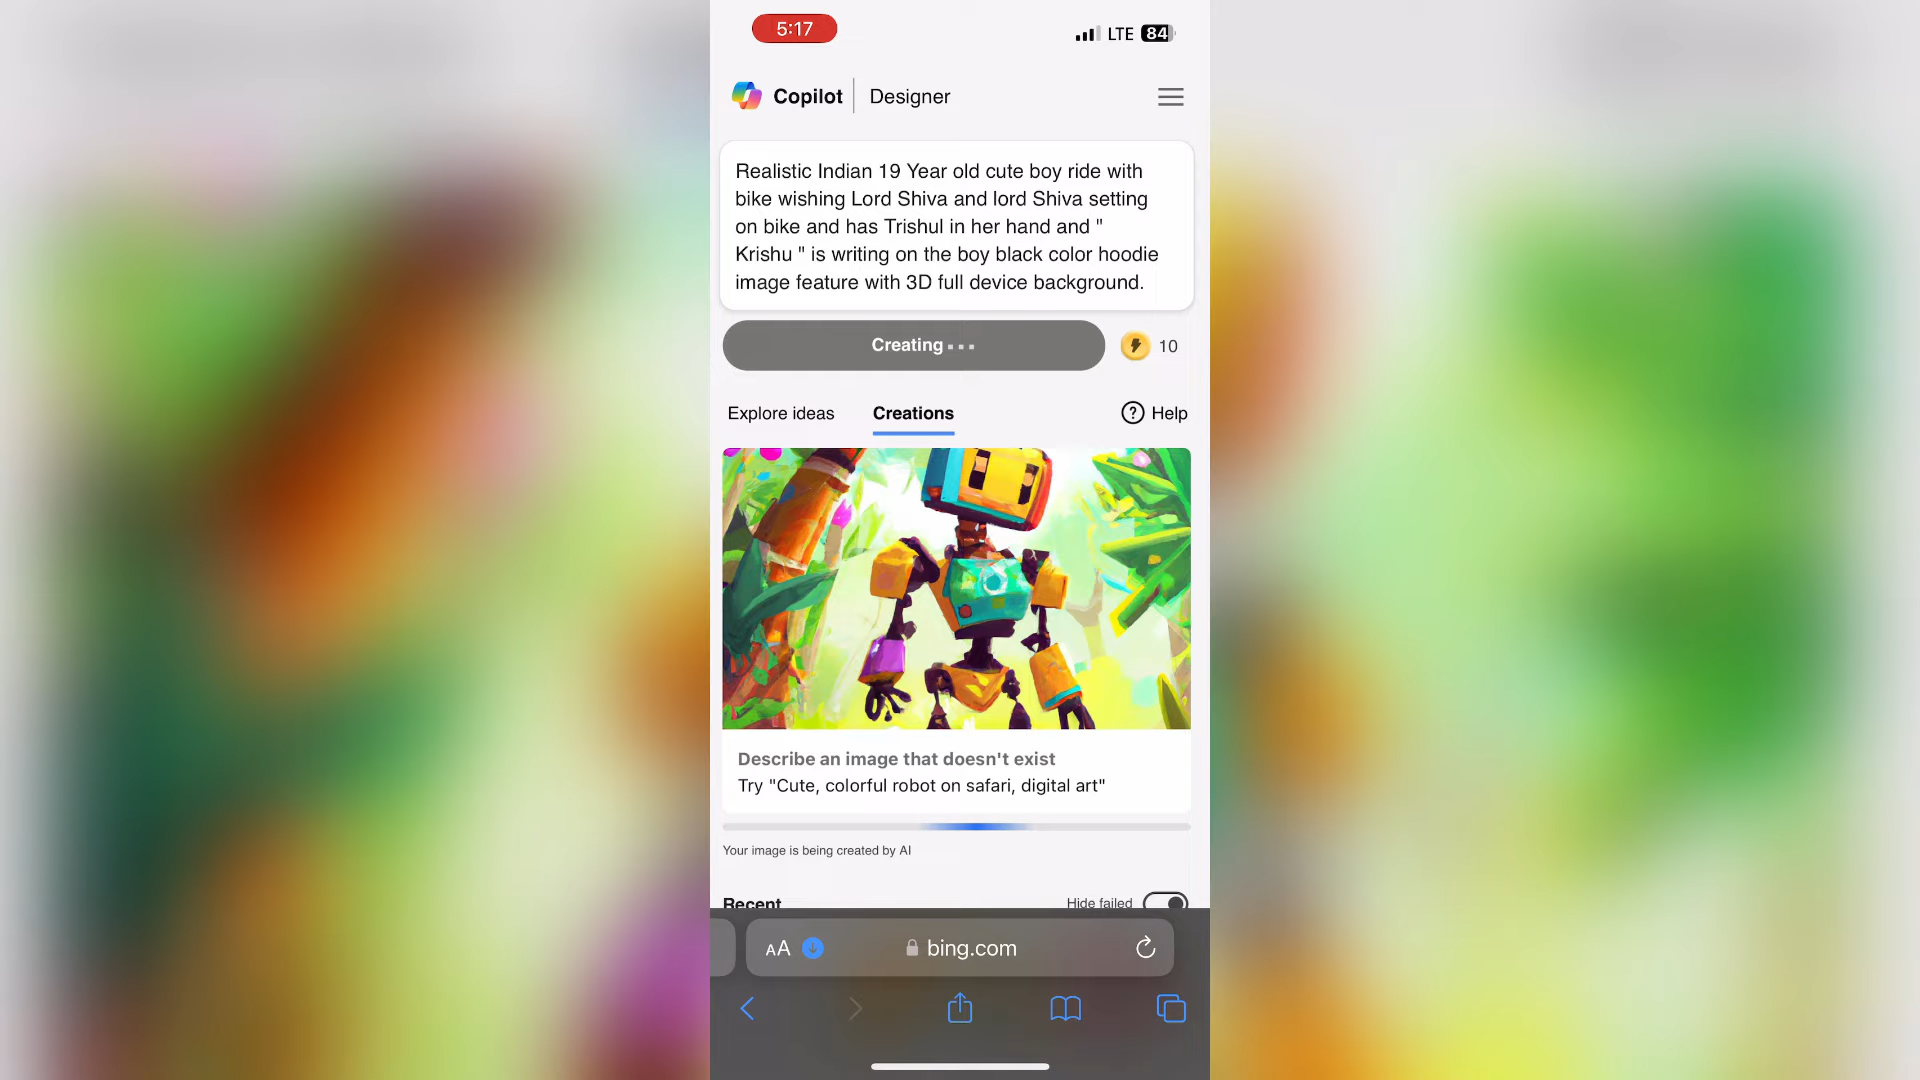 5:17
LTE 84
Copilot | Designer
Realistic Indian 19 Year old cute boy ride with
bike wishing Lord Shiva and lord Shiva setting
on bike and has Trishul in her hand and "
Krishu " is writing on the boy black color hoodie
image feature with 3D full device background.
Creating...
10
Explore ideas
Creations
Help
Describe an image that doesn't exist
Try "Cute, colorful robot on safari, digital art"
Your image is being created by AI
Recent
Hide failed
AA
bing.com